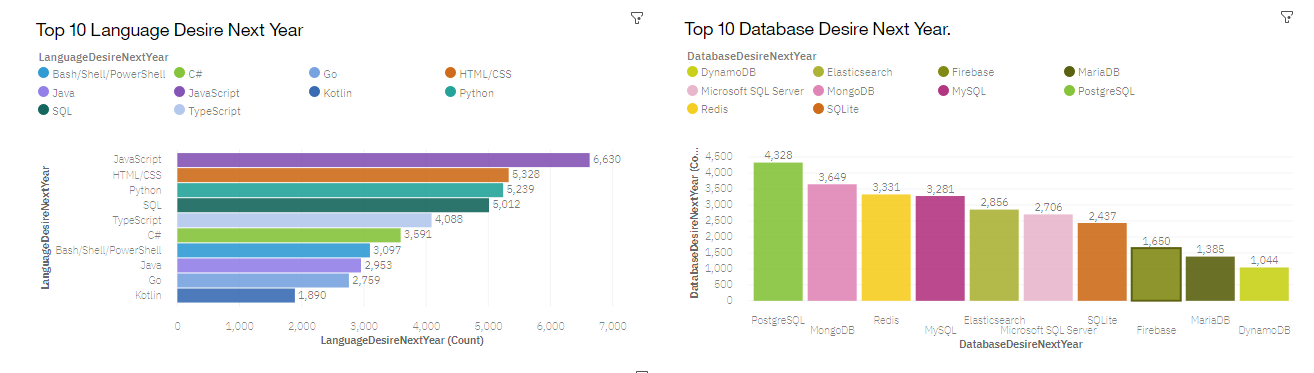 Top 10 Language Desire Next Year
LanguageDesireNextYear
Bash/Shell/PowerShell C# Go HTML/CSS
Java JavaScript Kotlin Python
SQL TypeScript
LanguageDesireNextYear
JavaScript 6,630
HTML/CSS 5,328
Python 5,239
SQL 5,012
TypeScript 4,088
C# 3,591
Bash/Shell/PowerShell 3,097
Java 2,953
Go 2,759
Kotlin 1,890
0 1,000 2,000 3,000 4,000 5,000 6,000 7,000
LanguageDesireNextYear (Count)
Top 10 Database Desire Next Year.
DatabaseDesireNextYear
DynamoDB Elasticsearch Firebase MariaDB
Microsoft SQL Server MongoDB MySQL PostgreSQL
Redis SQLite
DatabaseDesireNextYear (Co...
4,500
4,000
3,500
3,000
2,500
2,000
1,500
1,000
500
0
4,328 3,649 3,331 3,281 2,856 2,706 2,437 1,650 1,385 1,044
PostgreSQL MongoDB Redis MySQL Elasticsearch Microsoft SQL Server SQLite Firebase MariaDB DynamoDB
DatabaseDesireNextYear